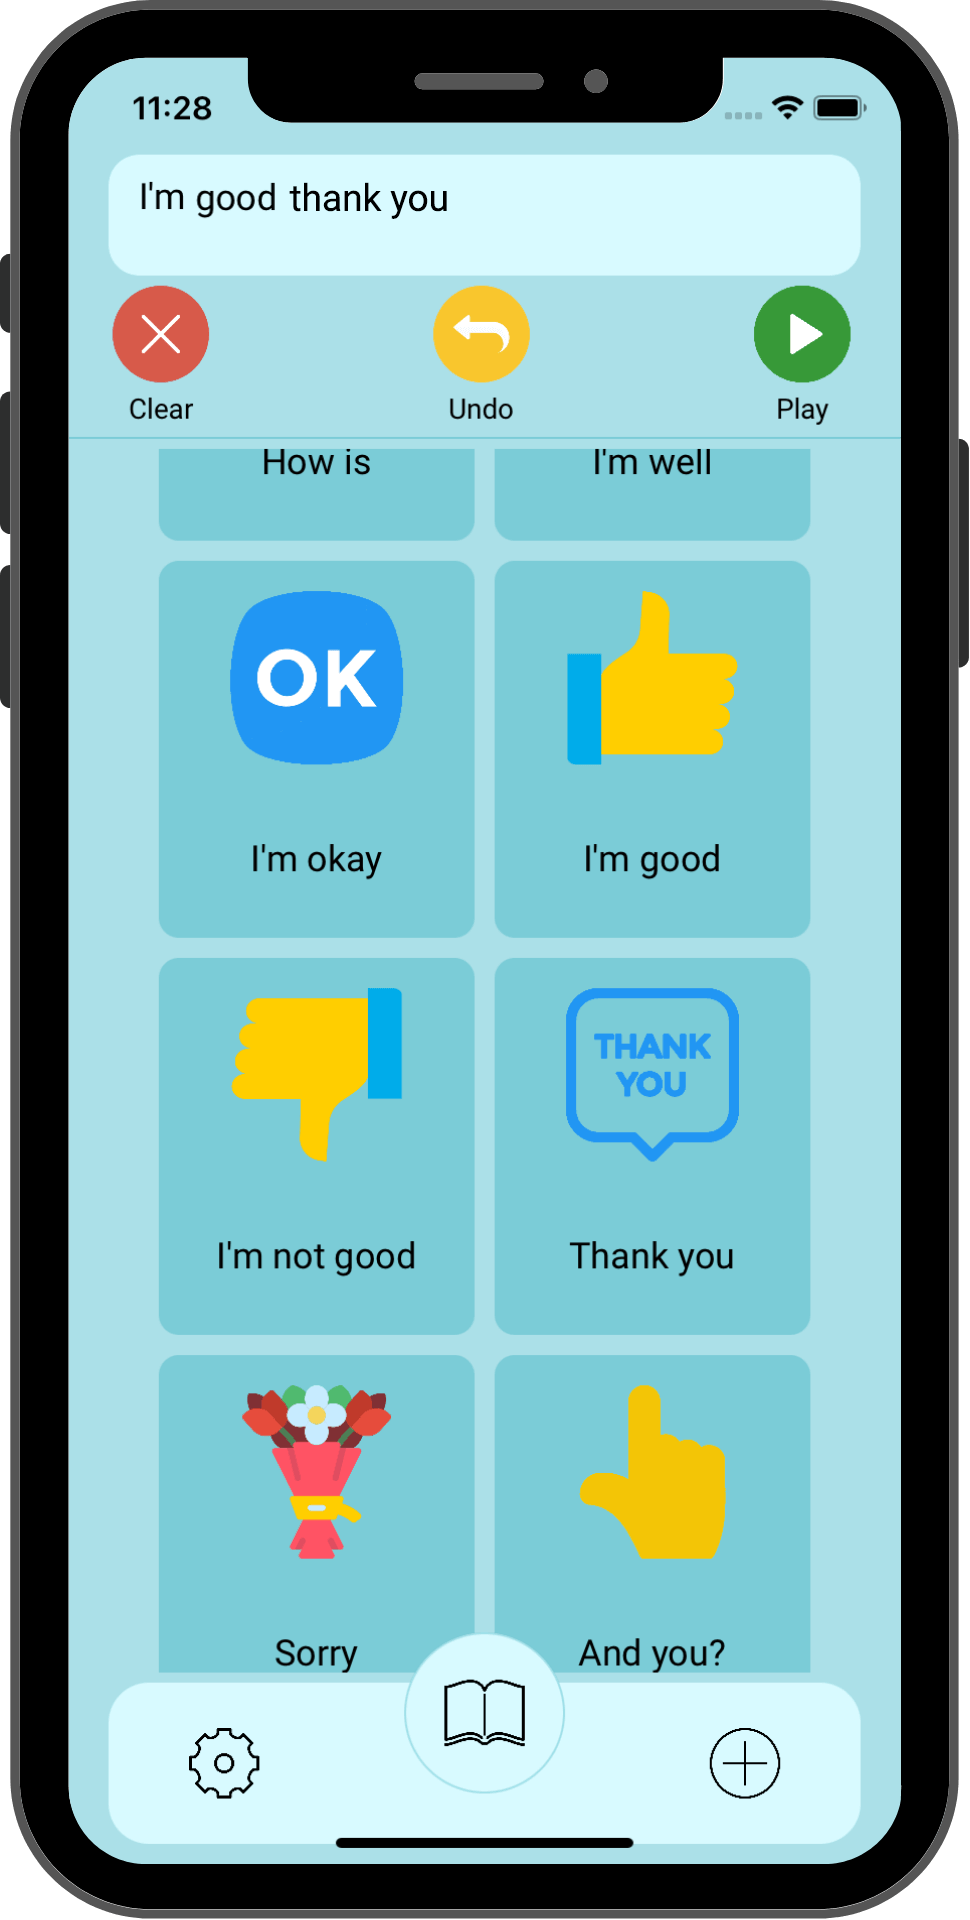 11:28
I'm good thank you
Clear
Undo
Play
How is
I'm well
OK
I'm okay
I'm good
I'm not good
THANK
YOU
Thank you
Sorry
And you?